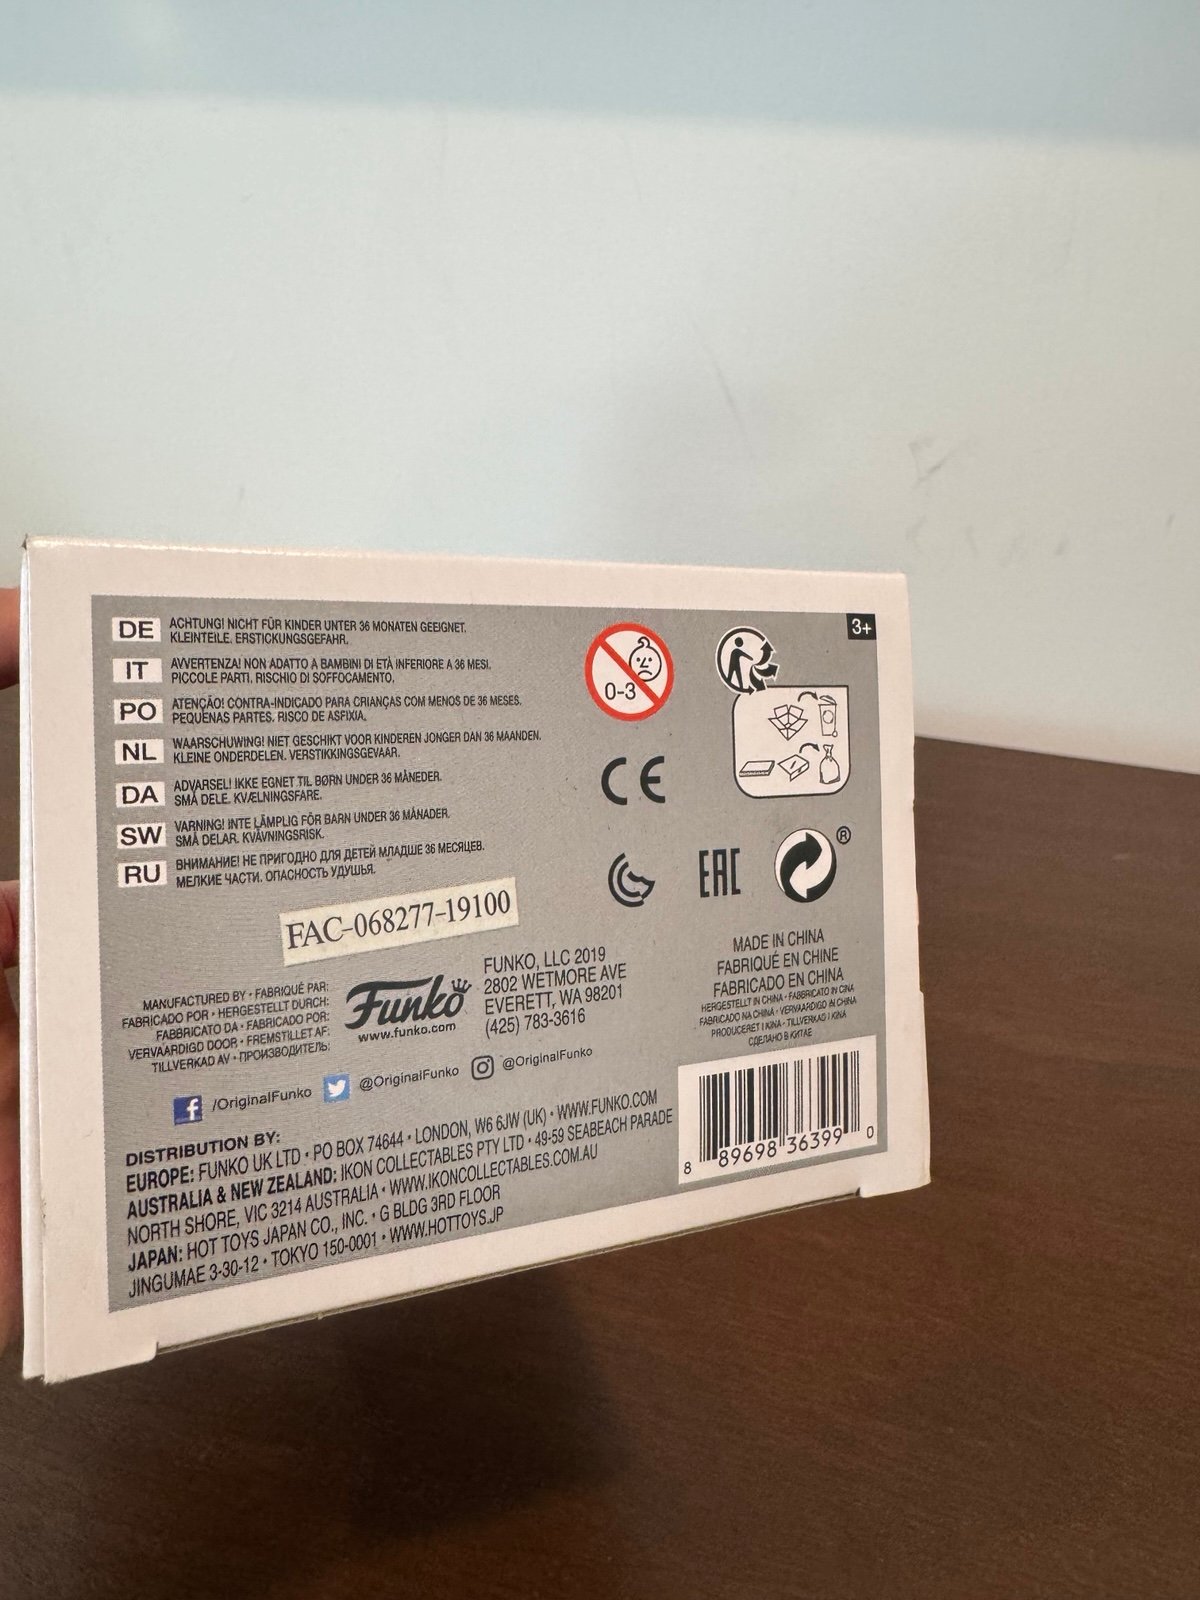 DE ACHTUNG! NICHT FÜR KINDER UNTER 36 MONATEN GEEIGNET.
KLEINTEILE. ERSTICKUNGSGEFAHR.
IT AVVERTENZA! NON ADATTO A BAMBINI DI ETÀ INFERIORE A 36 MESI.
PICCOLE PARTI. RISCHIO DI SOFFOCAMENTO.
PO ATENÇÃO! CONTRA-INDICADO PARA CRIANÇAS COM MENOS DE 36 MESES.
PEQUENAS PARTES. RISCO DE ASFIXIA.
NL WAARSCHUWING! NIET GESCHIKT VOOR KINDEREN JONGER DAN 36 MAANDEN.
KLEINE ONDERDELEN. VERSTIKKINGSGEVAAR.
DA ADVARSEL! IKKE EGNET TIL BØRN UNDER 36 MÅNEDER.
SMÅ DELE. KVÆLNINGSFARE.
SW VARNING! INTE LÄMPLIG FÖR BARN UNDER 36 MÅNADER.
SMÅ DELAR. KVÄVNINGSRISK.
RU ВНИМАНИЕ! НЕ ПРИГОДНО ДЛЯ ДЕТЕЙ МЛАДШЕ 36 МЕСЯЦЕВ.
МЕЛКИЕ ЧАСТИ. ОПАСНОСТЬ УДУШЬЯ.
0-3
3+
CE
EAC
®
FAC-068277-19100
MANUFACTURED BY • FABRIQUÉ PAR:
FABRICADO POR • HERGESTELLT DURCH:
FABBRICATO DA • FABRICADO POR:
VERVAARDIGD DOOR • FREMSTILLET AF:
TILLVERKAD AV • ПРОИЗВОДИТЕЛЬ:
Funko
www.funko.com
FUNKO, LLC 2019
2802 WETMORE AVE
EVERETT, WA 98201
(425) 783-3616
MADE IN CHINA
FABRIQUÉ EN CHINE
FABRICADO EN CHINA
HERGESTELLT IN CHINA • FABBRICATO IN CINA
FABRICADO NA CHINA • VERVAARDIGD IN CHINA
PRODUCERET I KINA • TILLVERKAD I KINA
СДЕЛАНО В КИТАЕ
/OriginalFunko @OriginalFunko @OriginalFunko
DISTRIBUTION BY:
EUROPE: FUNKO UK LTD • PO BOX 74644 • LONDON, W6 6JW (UK) • WWW.FUNKO.COM
AUSTRALIA & NEW ZEALAND: IKON COLLECTABLES PTY LTD • 49-59 SEABEACH PARADE
NORTH SHORE, VIC 3214 AUSTRALIA • WWW.IKONCOLLECTABLES.COM.AU
JAPAN: HOT TOYS JAPAN CO., INC. • G BLDG 3RD FLOOR
JINGUMAE 3-30-12 • TOKYO 150-0001 • WWW.HOTTOYS.JP
8 89698 36399 0